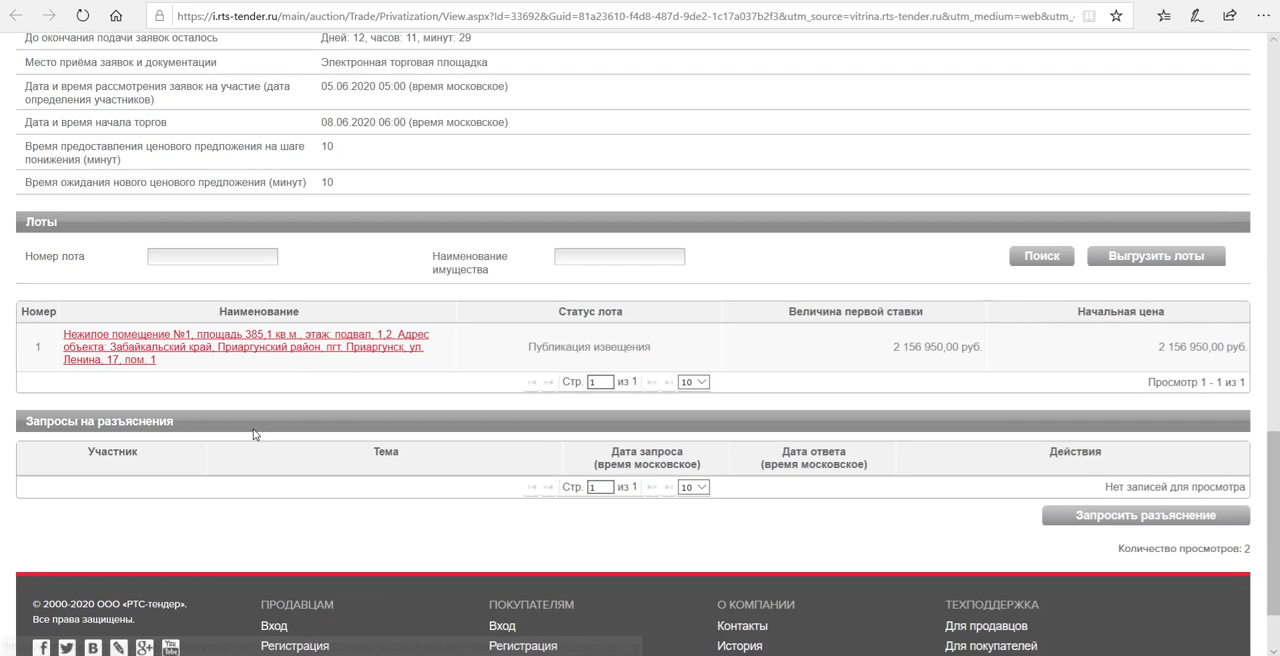 https://i.rts-tender.ru/main/auction/Trade/Privatization/View.aspx?Id=33692&Guid=81a23610-f4d8-487d-9de2-1c17a037b2f3&utm_source=vitrina.rts-tender.ru&utm_medium=web&utm_
До окончания подачи заявок осталось Дней: 12, часов: 11, минут: 29
Место приёма заявок и документации Электронная торговая площадка
Дата и время рассмотрения заявок на участие (дата 05.06.2020 05:00 (время московское)
определения участников)
Дата и время начала торгов 08.06.2020 06:00 (время московское)
Время предоставления ценового предложения на шаге 10
понижения (минут)
Время ожидания нового ценового предложения (минут) 10
Лоты
Номер лота Наименование Поиск Выгрузить лоты
имущества
Номер Наименование Статус лота Величина первой ставки Начальная цена
Нежилое помещение №1, площадь 385,1 кв.м., этаж: подвал, 1,2. Адрес
1 объекта: Забайкальский край, Приаргунский район, пгт. Приаргунск, ул. Публикация извещения 2 156 950,00 руб. 2 156 950,00 руб.
Ленина, 17, пом. 1
Стр. 1 из 1 10 Просмотр 1 - 1 из 1
Запросы на разъяснения
Участник Тема Дата запроса Дата ответа Действия
(время московское) (время московское)
Стр. 1 из 1 10 Нет записей для просмотра
Запросить разъяснение
Количество просмотров: 2
© 2000-2020 ООО «РТС-тендер». ПРОДАВЦАМ ПОКУПАТЕЛЯМ О КОМПАНИИ ТЕХПОДДЕРЖКА
Все права защищены. Вход Вход Контакты Для продавцов
Регистрация Регистрация История Для покупателей